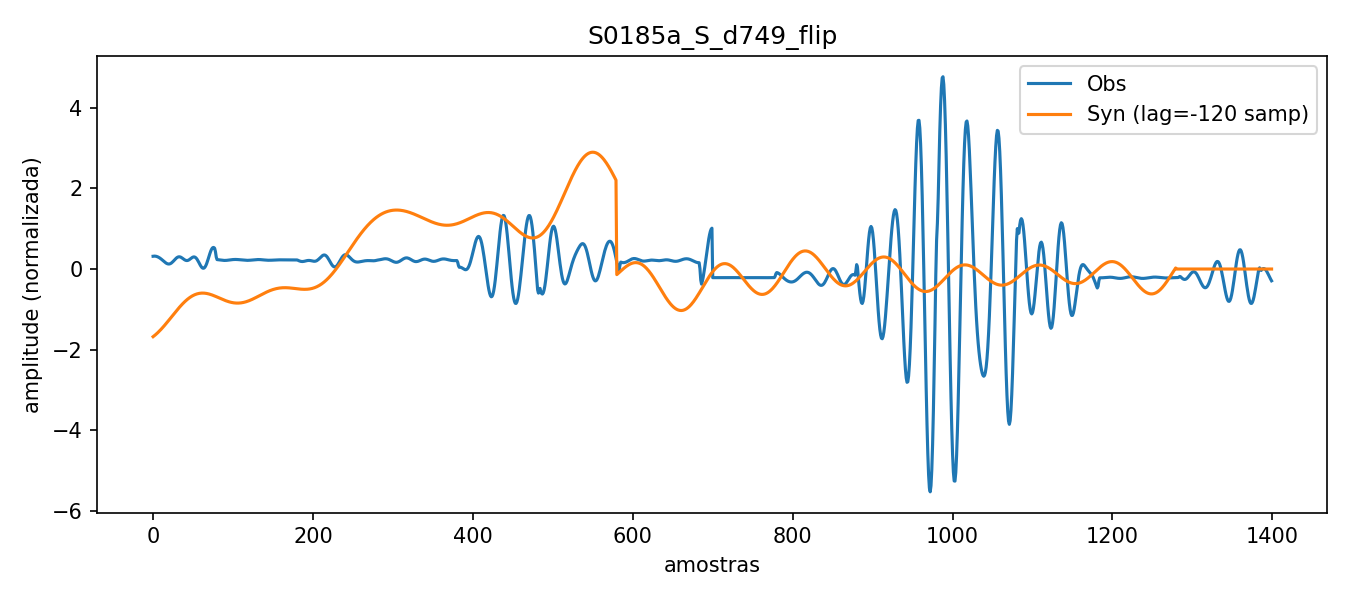 S0185a_S_d749_flip
Obs
Syn (lag=-120 samp)
amplitude (normalizada)
4
2
0
−2
−4
−6
0 200 400 600 800 1000 1200 1400
amostras